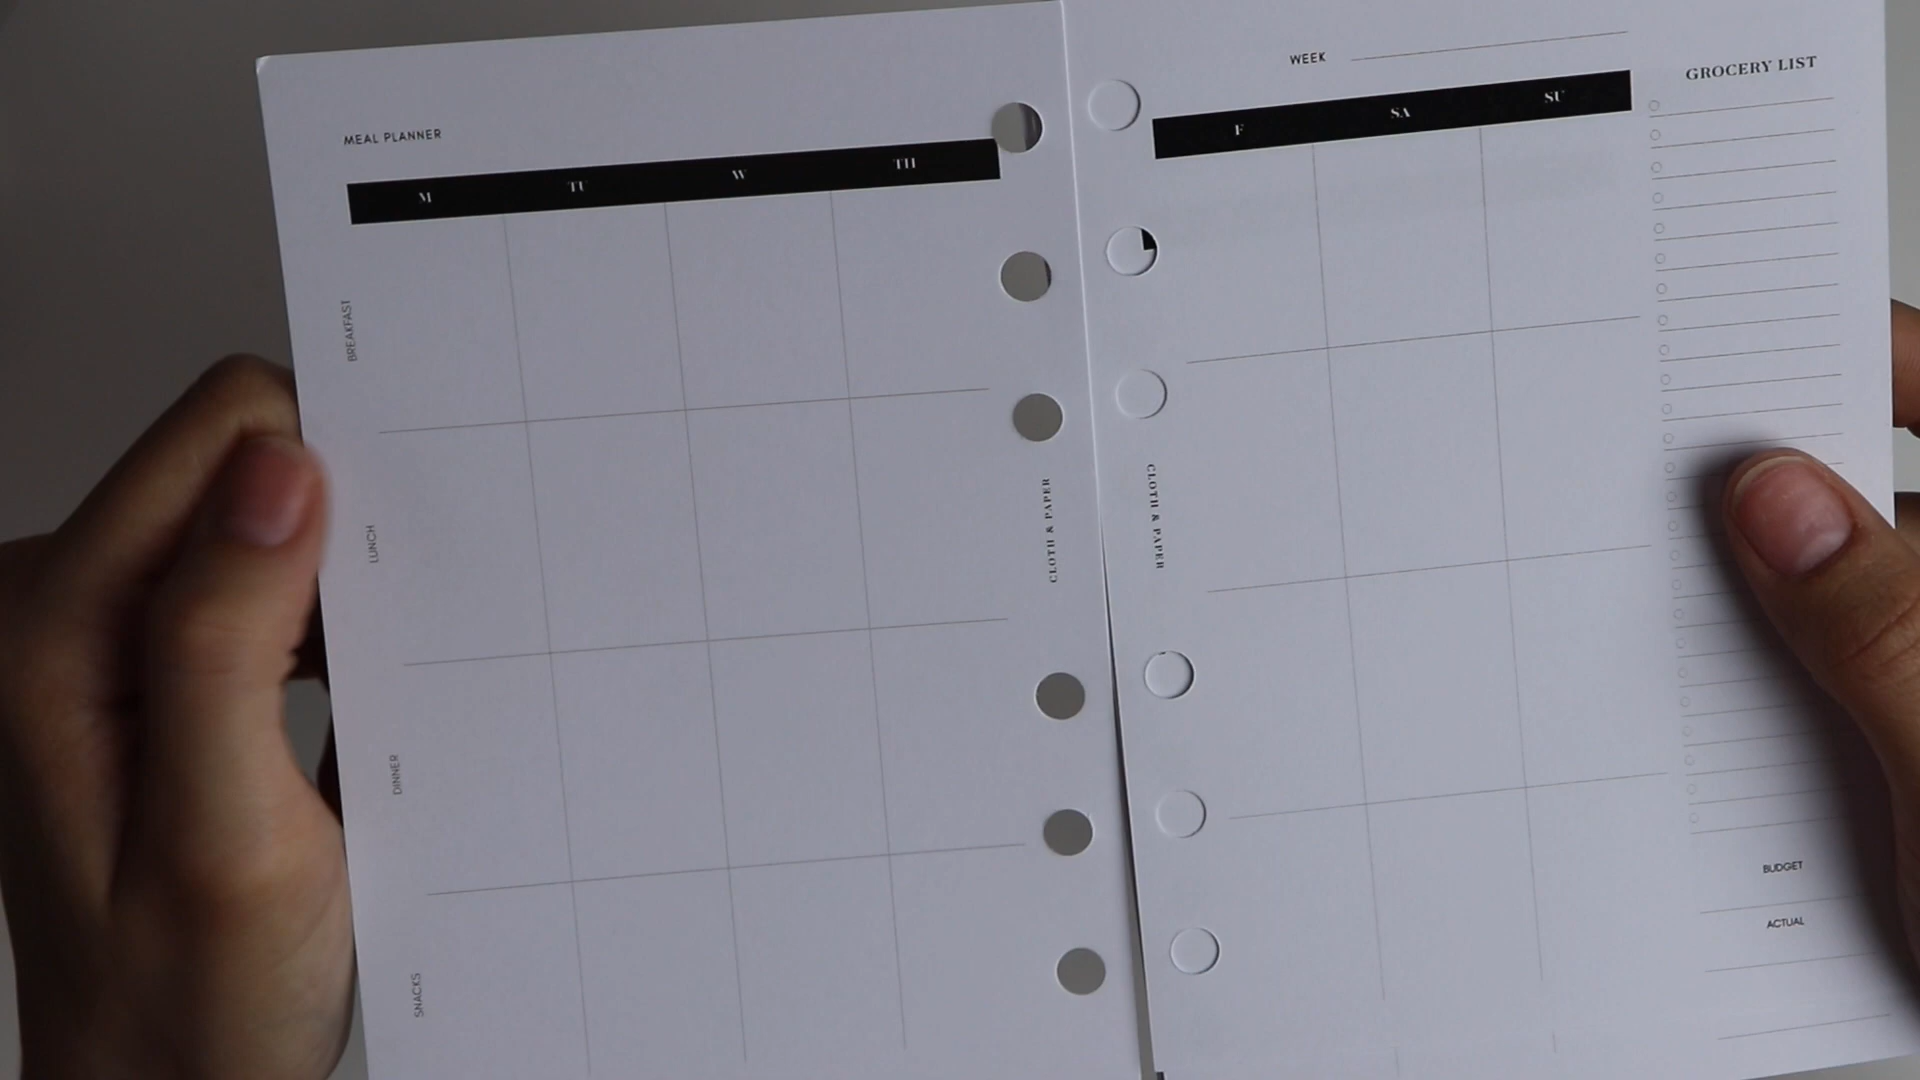 MEAL PLANNER
M TU W TH
BREAKFAST
LUNCH
DINNER
SNACKS
CLOTH & PAPER
WEEK
F SA SU
CLOTH & PAPER
GROCERY LIST
BUDGET
ACTUAL